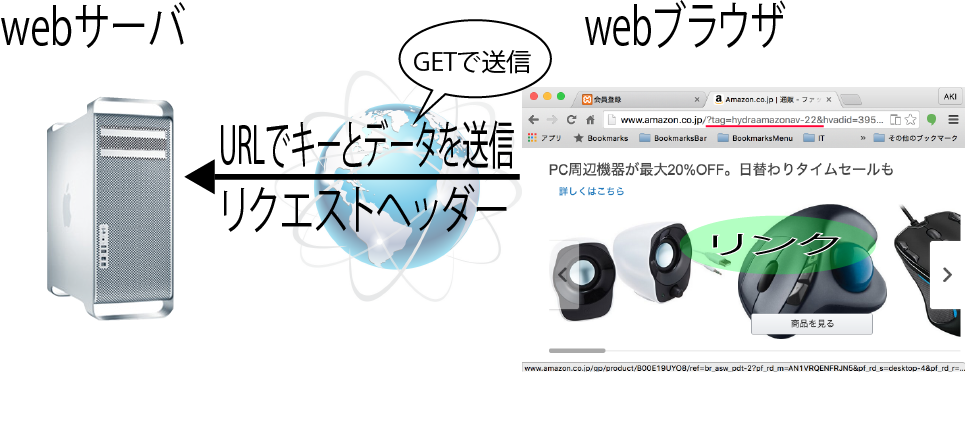 webサーバ
webブラウザ
GETで送信
URLでキーとデータを送信
リクエストヘッダー
会員登録
Amazon.co.jp | 通販 - ファッ
AKI
www.amazon.co.jp/?tag=hydraamazonav-22&hvadid=395...
アプリ Bookmarks BookmarksBar BookmarksMenu IT » その他のブックマーク
PC周辺機器が最大20%OFF。日替わりタイムセールも
詳しくはこちら
リンク
商品を見る
www.amazon.co.jp/gp/product/B00E19UYO8/ref=br_asw_pdt-2?pf_rd_m=AN1VRQENFRJN5&pf_rd_s=desktop-4&pf_rd_r=...